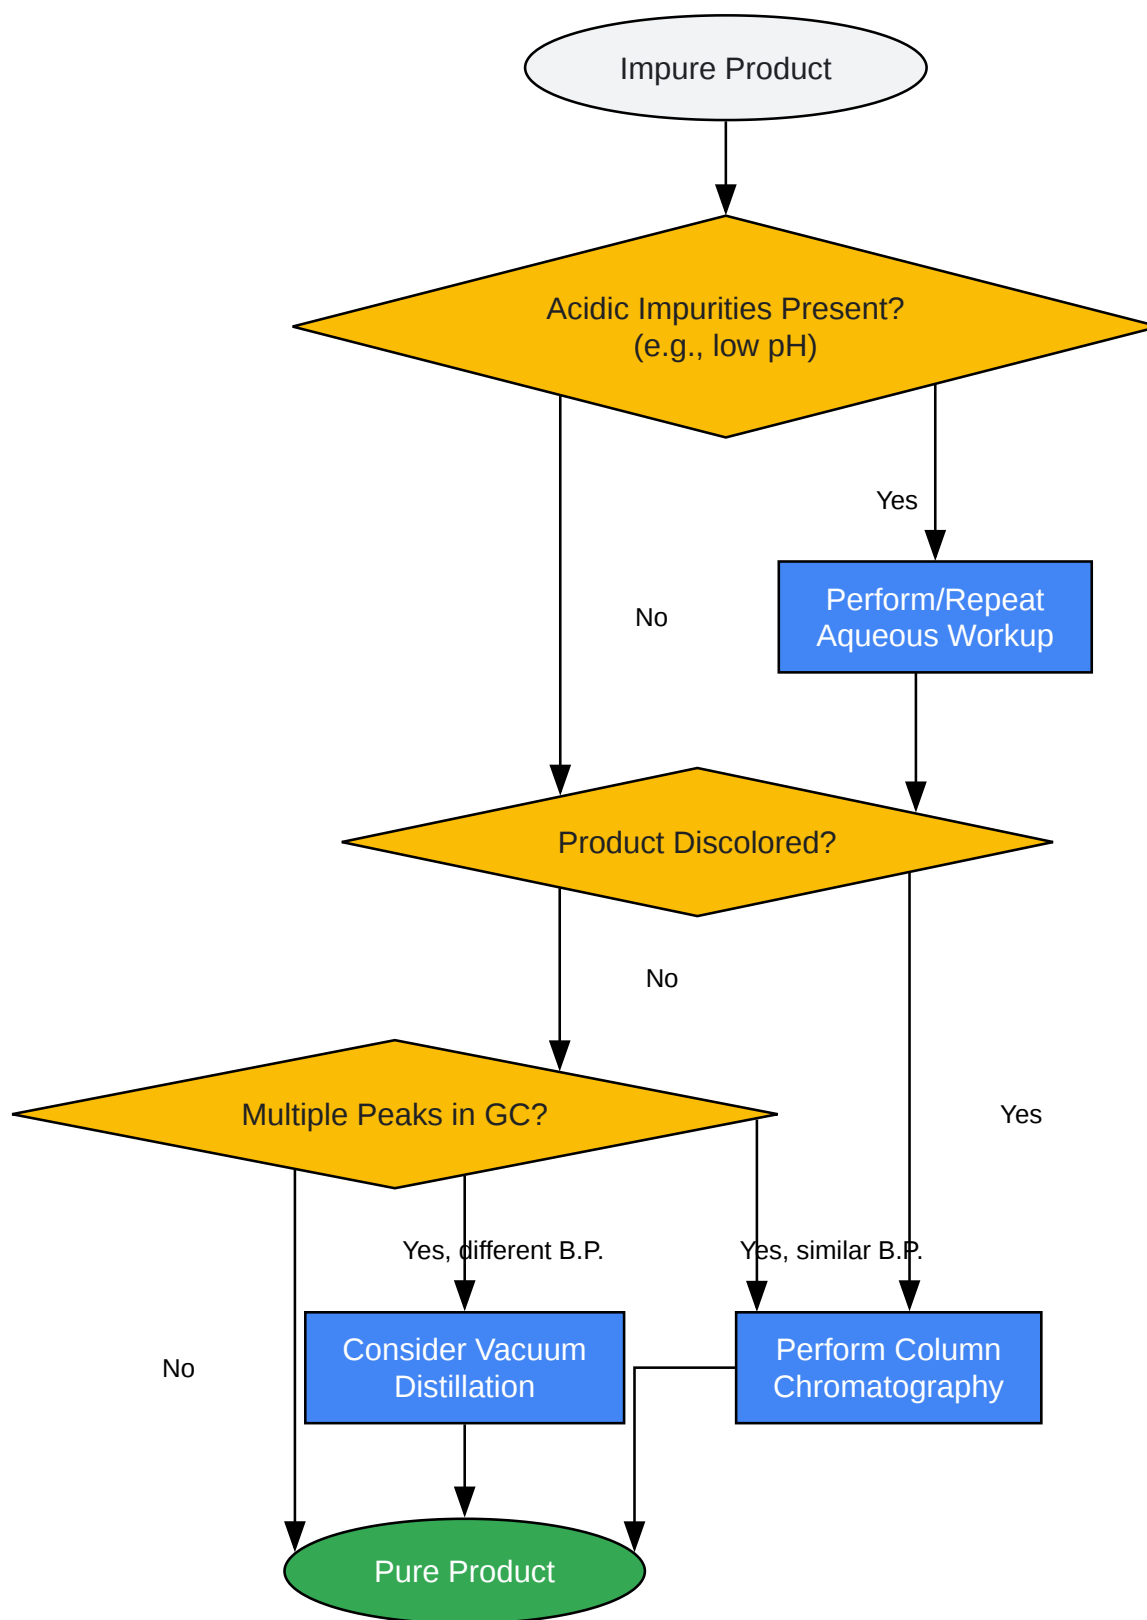 Impure Product
Acidic Impurities Present?
(e.g., low pH)
Yes
No
Perform/Repeat
Aqueous Workup
Product Discolored?
No
Multiple Peaks in GC?
Yes
Yes, different B.P.
Yes, similar B.P.
No
Consider Vacuum
Distillation
Perform Column
Chromatography
Pure Product